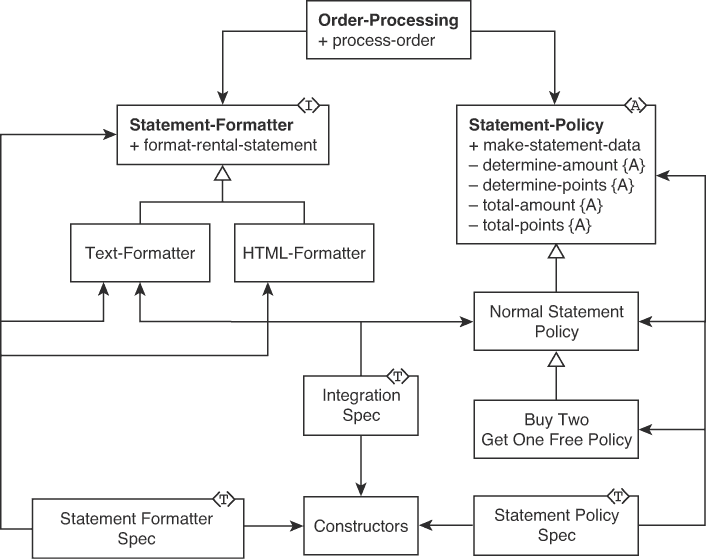 Order-Processing
+ process-order
<I>
Statement-Formatter
+ format-rental-statement
<A>
Statement-Policy
+ make-statement-data
– determine-amount {A}
– determine-points {A}
– total-amount {A}
– total-points {A}
Text-Formatter
HTML-Formatter
Normal Statement
Policy
<T>
Integration
Spec
Buy Two
Get One Free Policy
<T>
Statement Formatter
Spec
Constructors
<T>
Statement Policy
Spec